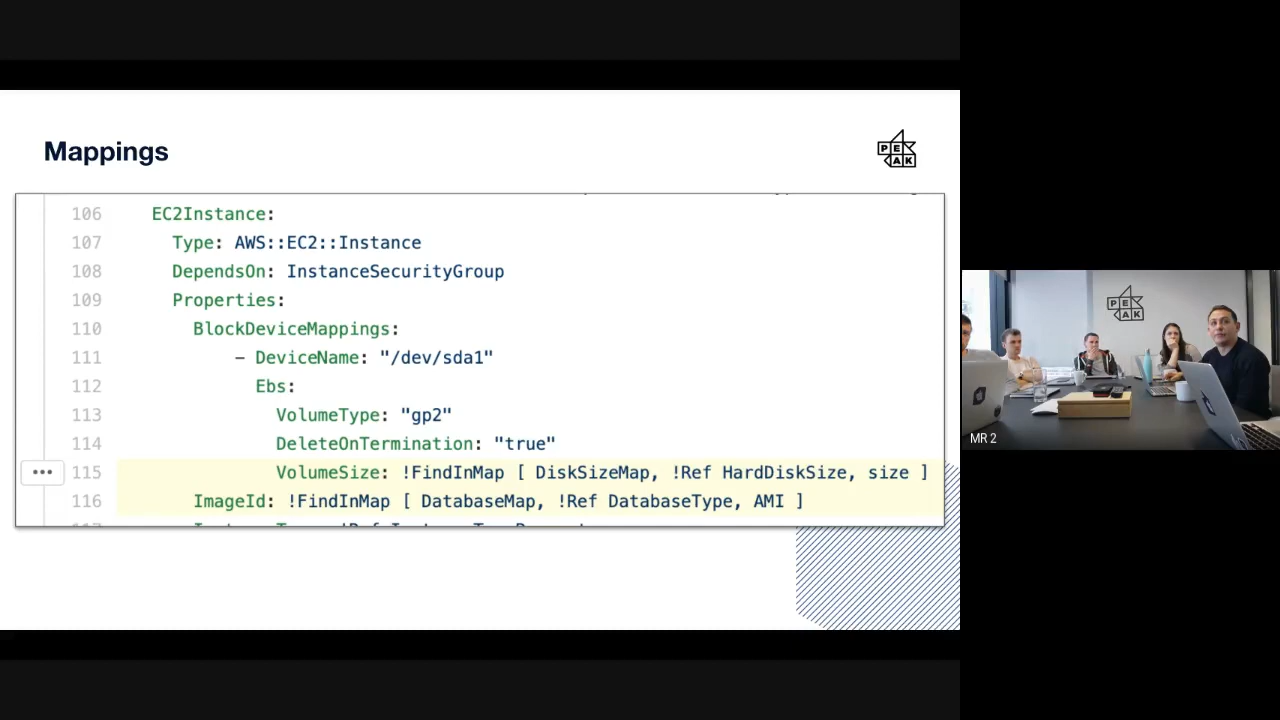 Mappings
PEAK
106 EC2Instance:
107 Type: AWS::EC2::Instance
108 DependsOn: InstanceSecurityGroup
109 Properties:
110 BlockDeviceMappings:
111 - DeviceName: "/dev/sda1"
112 Ebs:
113 VolumeType: "gp2"
114 DeleteOnTermination: "true"
115 VolumeSize: !FindInMap [ DiskSizeMap, !Ref HardDiskSize, size ]
116 ImageId: !FindInMap [ DatabaseMap, !Ref DatabaseType, AMI ]
PEAK
MR 2